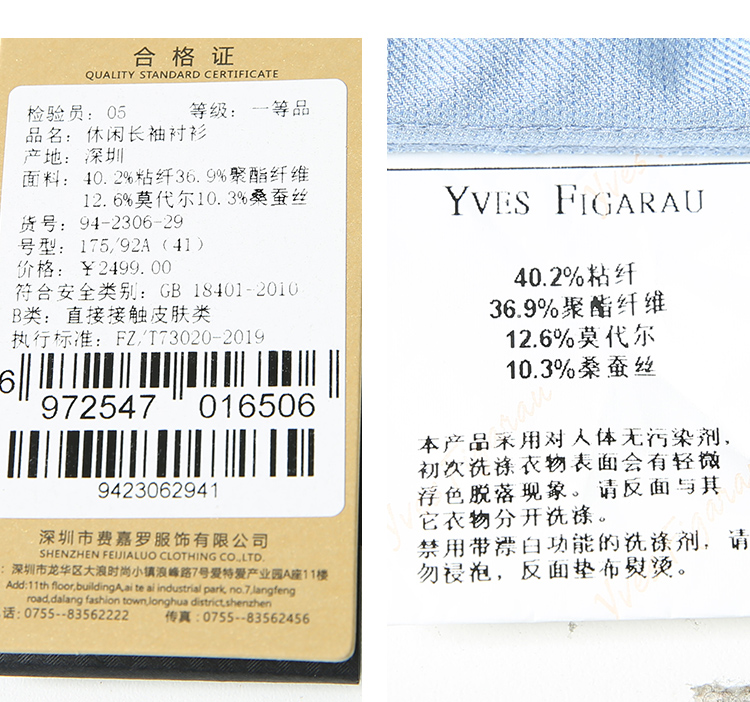 合格证
QUALITY STANDARD CERTIFICATE
检验员: 05 等级: 一等品
品名: 休闲长袖衬衫
产地: 深圳
面料: 40.2%粘纤36.9%聚酯纤维
12.6%莫代尔10.3%桑蚕丝
货号: 94-2306-29
号型: 175/92A (41)
价格: ¥2499.00
符合安全类别: GB 18401-2010
B类: 直接接触皮肤类
执行标准: FZ/T73020-2019
6 972547 016506
9423062941
深圳市费嘉罗服饰有限公司
SHENZHEN FEIJIALUO CLOTHING CO.,LTD
: 深圳市龙华区大浪时尚小镇浪峰路7号爱特爱产业园A座11楼
Add:11th floor,buildingA,ai te ai industrial park, no.7,langfeng
road,dalang fashion town,longhua district,shenzhen
话: 0755--83562222 传真: 0755--83562456
YVES FIGARAU
40.2%粘纤
36.9%聚酯纤维
12.6%莫代尔
10.3%桑蚕丝
本产品采用对人体无污染剂,
初次洗涤衣物表面会有轻微
浮色脱落现象。请反面与其
它衣物分开洗涤。
禁用带漂白功能的洗涤剂, 请
勿浸泡, 反面垫布熨烫。
Yves Figarau